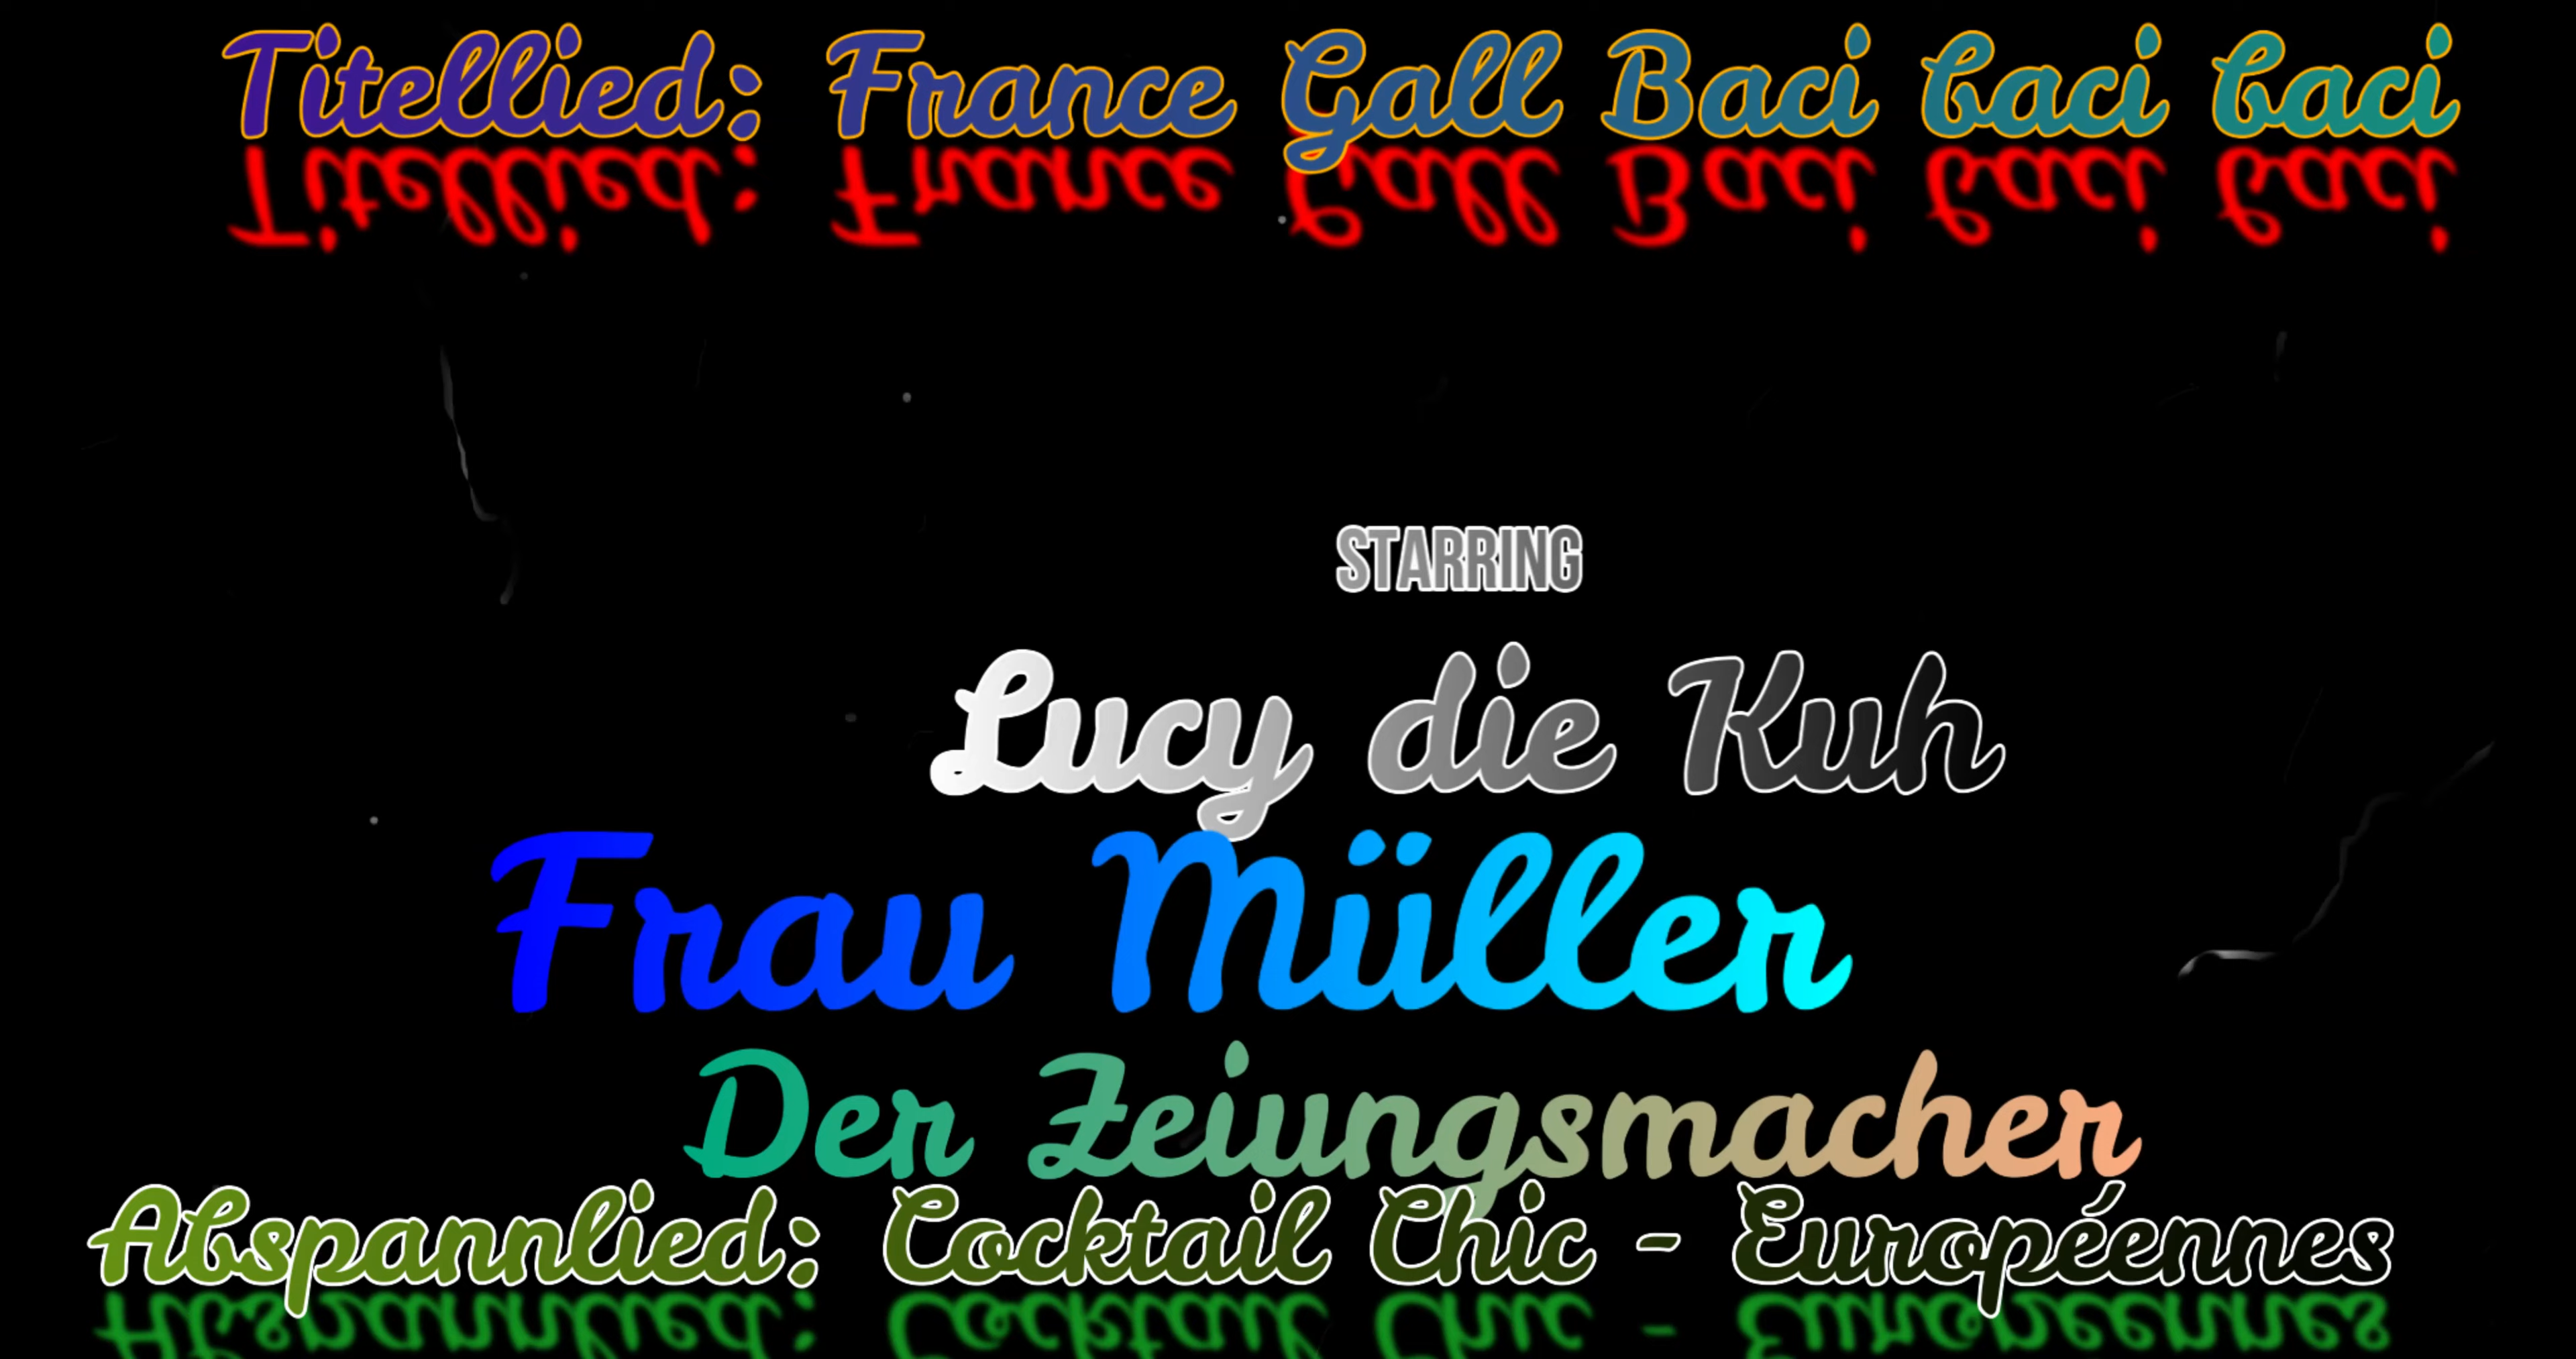 Titellied: France Gall Baci baci baci
STARRING
Lucy die Kuh
Frau Müller
Der Zeiungsmacher
Abspannlied: Cocktail Chic - Européennes